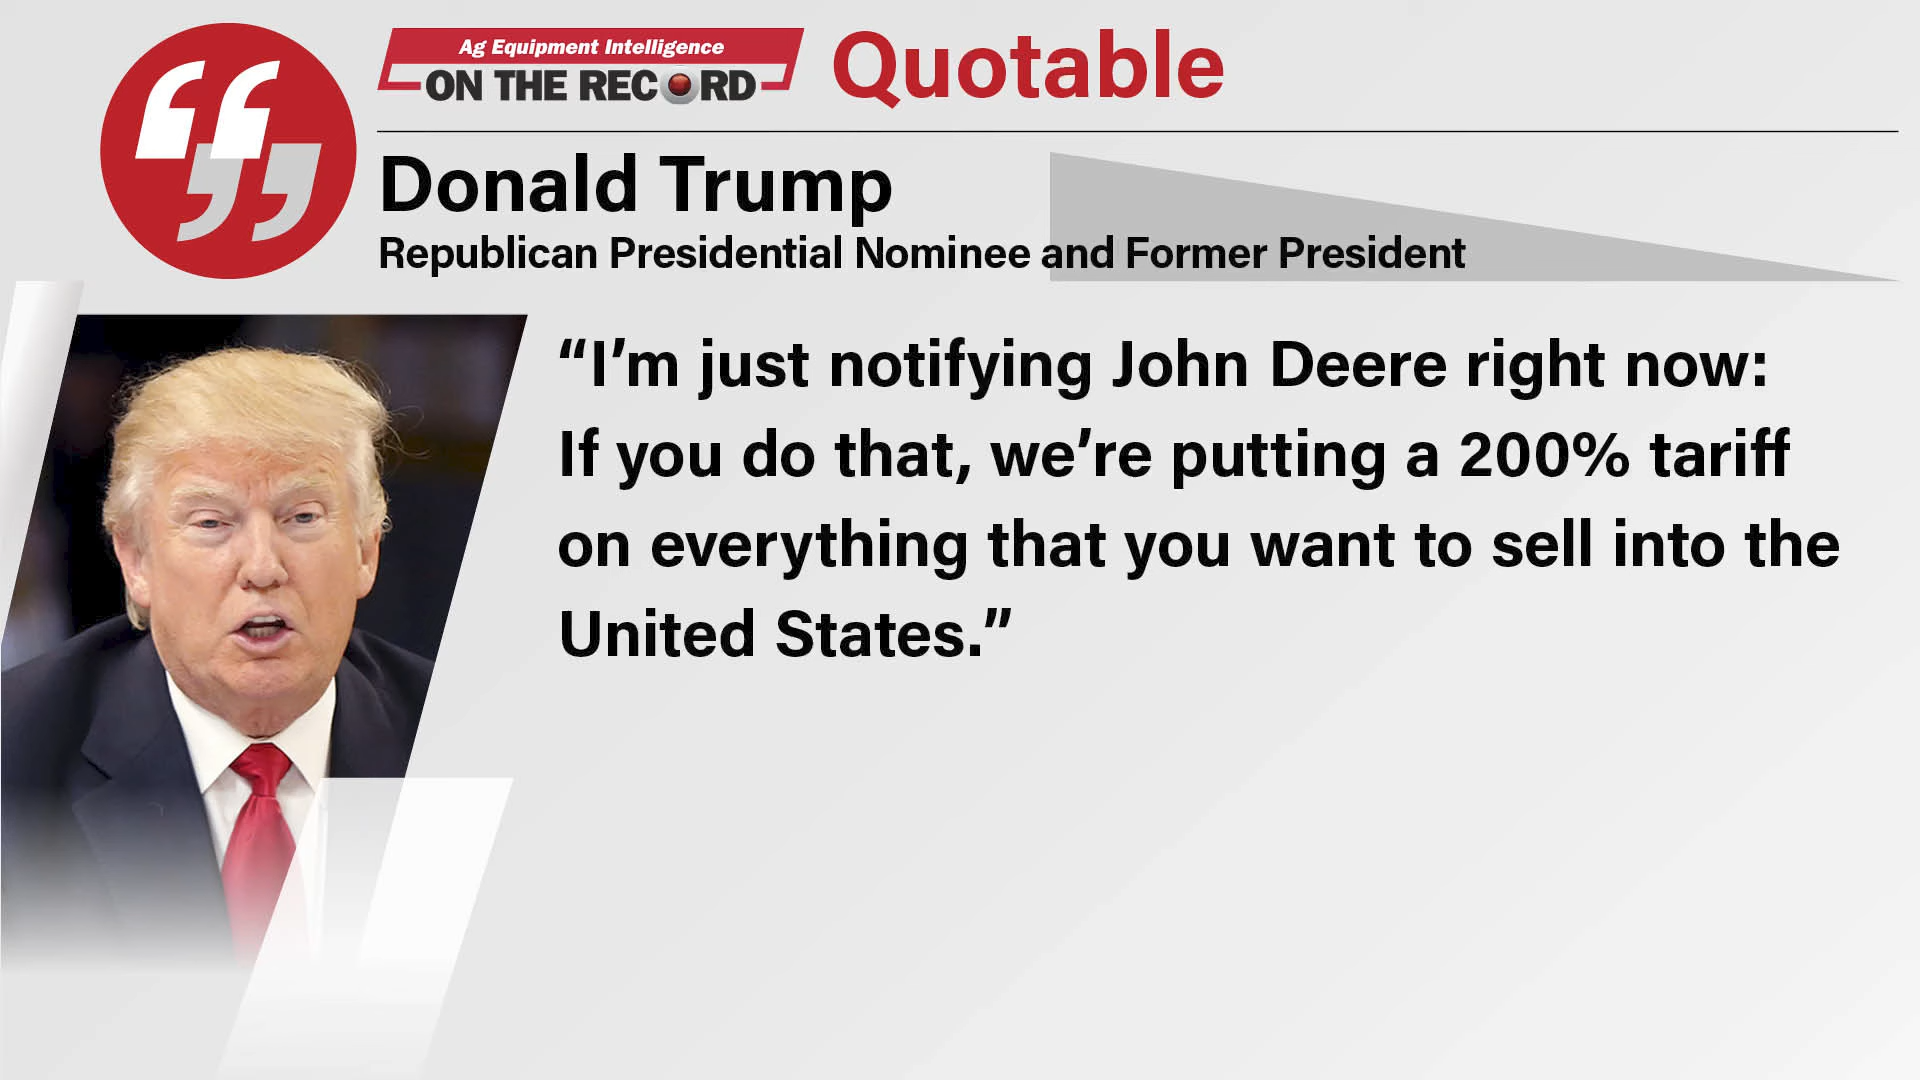 Ag Equipment Intelligence
ON THE RECORD
Quotable
Donald Trump
Republican Presidential Nominee and Former President
“I’m just notifying John Deere right now:
If you do that, we’re putting a 200% tariff
on everything that you want to sell into the
United States.”